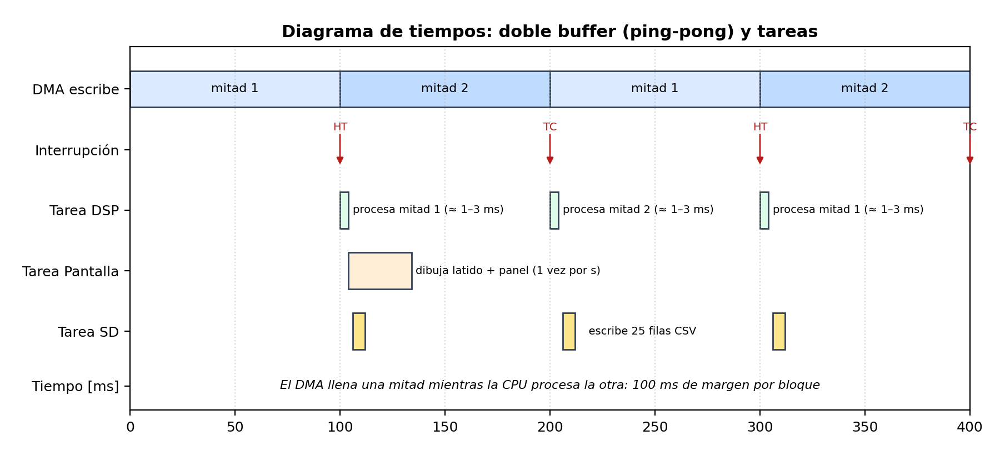 Diagrama de tiempos: doble buffer (ping-pong) y tareas
DMA escribe
mitad 1
mitad 2
mitad 1
mitad 2
Interrupción
HT
TC
HT
TC
Tarea DSP
procesa mitad 1 (≈ 1–3 ms)
procesa mitad 2 (≈ 1–3 ms)
procesa mitad 1 (≈ 1–3 ms)
Tarea Pantalla
dibuja latido + panel (1 vez por s)
Tarea SD
escribe 25 filas CSV
Tiempo [ms]
El DMA llena una mitad mientras la CPU procesa la otra: 100 ms de margen por bloque
0
50
100
150
200
250
300
350
400